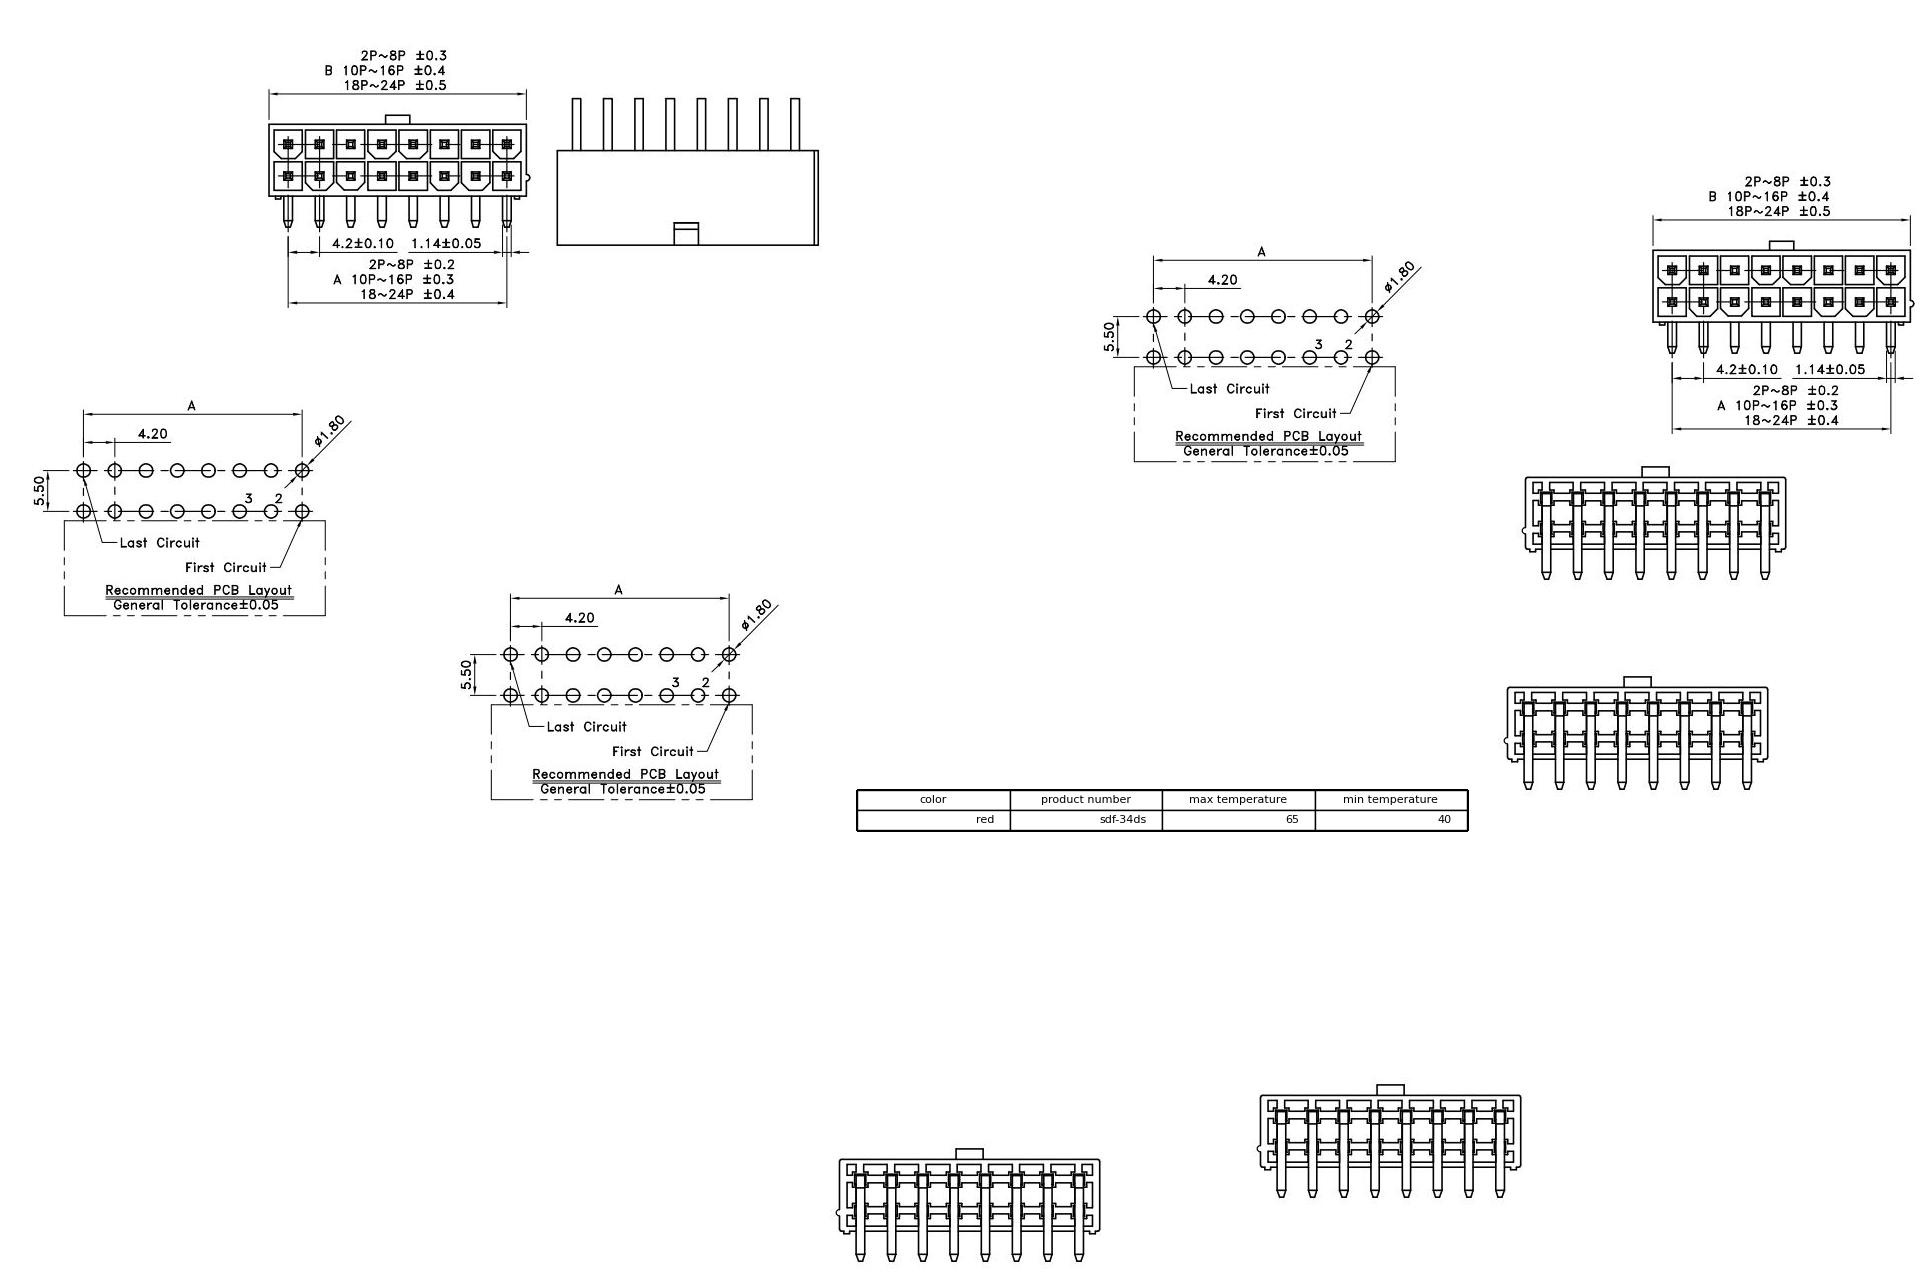 2P~8P ±0.3
B 10P~16P ±0.4
18P~24P ±0.5
4.2±0.10 1.14±0.05
2P~8P ±0.2
A 10P~16P ±0.3
18~24P ±0.4
2P~8P ±0.3
B 10P~16P ±0.4
18P~24P ±0.5
4.2±0.10 1.14±0.05
2P~8P ±0.2
A 10P~16P ±0.3
18~24P ±0.4
A
4.20
ø1.80
5.50
3 2
Last Circuit
First Circuit
Recommended PCB Layout
General Tolerance±0.05
A
4.20
ø1.80
5.50
3 2
Last Circuit
First Circuit
Recommended PCB Layout
General Tolerance±0.05
A
4.20
ø1.80
5.50
3 2
Last Circuit
First Circuit
Recommended PCB Layout
General Tolerance±0.05
color product number max temperature min temperature
red sdf-34ds 65 40